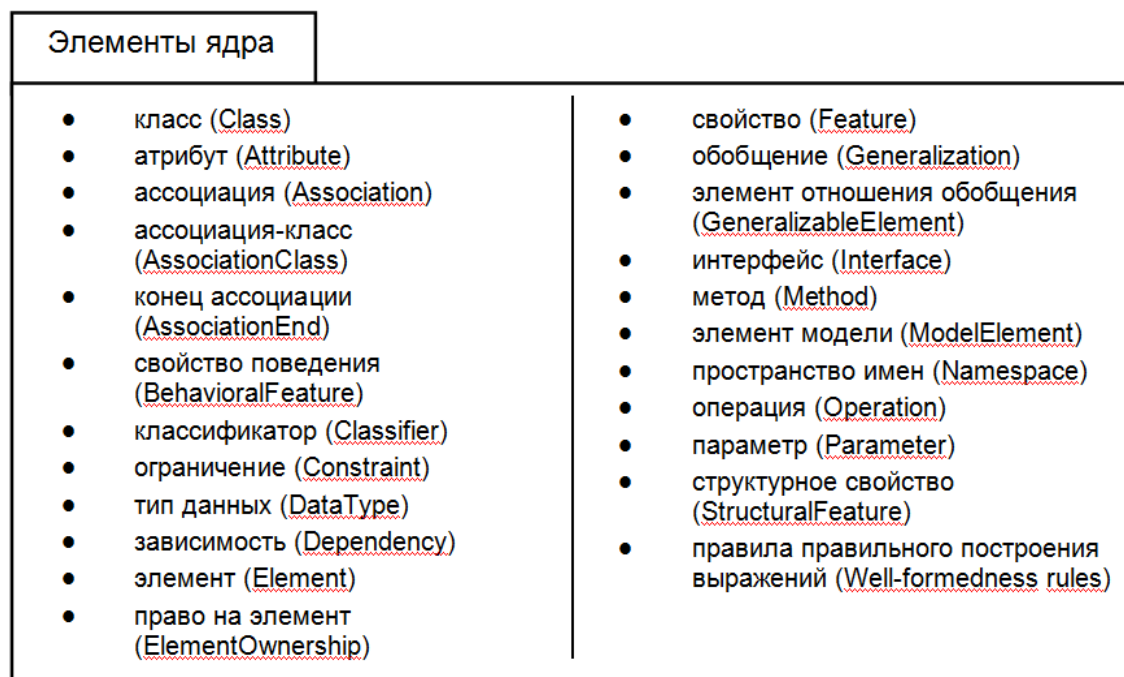 Элементы ядра
● класс (Class)
● атрибут (Attribute)
● ассоциация (Association)
● ассоциация-класс
(AssociationClass)
● конец ассоциации
(AssociationEnd)
● свойство поведения
(BehavioralFeature)
● классификатор (Classifier)
● ограничение (Constraint)
● тип данных (DataType)
● зависимость (Dependency)
● элемент (Element)
● право на элемент
(ElementOwnership)
● свойство (Feature)
● обобщение (Generalization)
● элемент отношения обобщения
(GeneralizableElement)
● интерфейс (Interface)
● метод (Method)
● элемент модели (ModelElement)
● пространство имен (Namespace)
● операция (Operation)
● параметр (Parameter)
● структурное свойство
(StructuralFeature)
● правила правильного построения
выражений (Well-formedness rules)